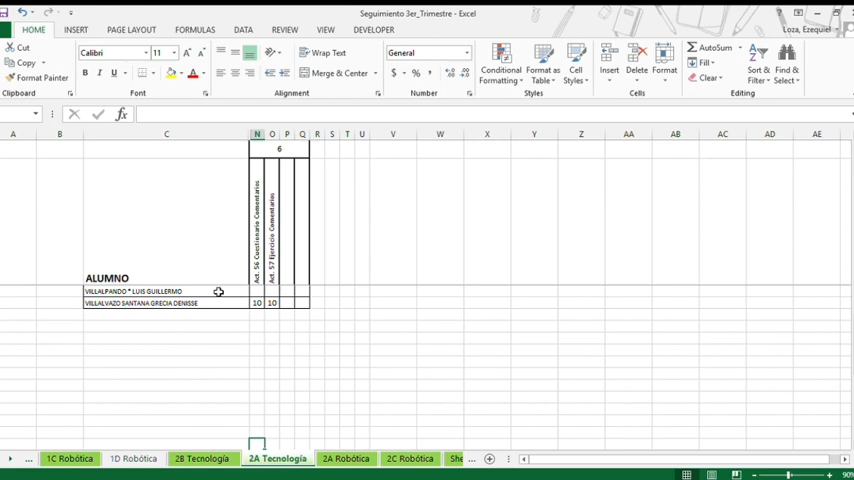 Seguimiento 3er_Trimestre - Excel
HOME INSERT PAGE LAYOUT FORMULAS DATA REVIEW VIEW DEVELOPER Loza, Ezequiel
Cut
Copy
Format Painter
Clipboard
Calibri 11
B I U
Font
Wrap Text
Merge & Center
Alignment
General
$ % ,
Number
Conditional Formatting
Format as Table
Cell Styles
Styles
Insert Delete Format
Cells
AutoSum
Fill
Clear
Sort & Filter
Find & Select
Editing
fx
A B C N O P Q R S T U V W X Y Z AA AB AC AD AE
6
Act. 56 Cuestionario Comentarios
Act. 57 Ejercicio Comentarios
ALUMNO
VILLALPANDO * LUIS GUILLERMO
VILLALVAZO SANTANA GRECIA DENISSE 10 10
... 1C Robótica 1D Robótica 2B Tecnología 2A Tecnología 2A Robótica 2C Robótica She ...
90%